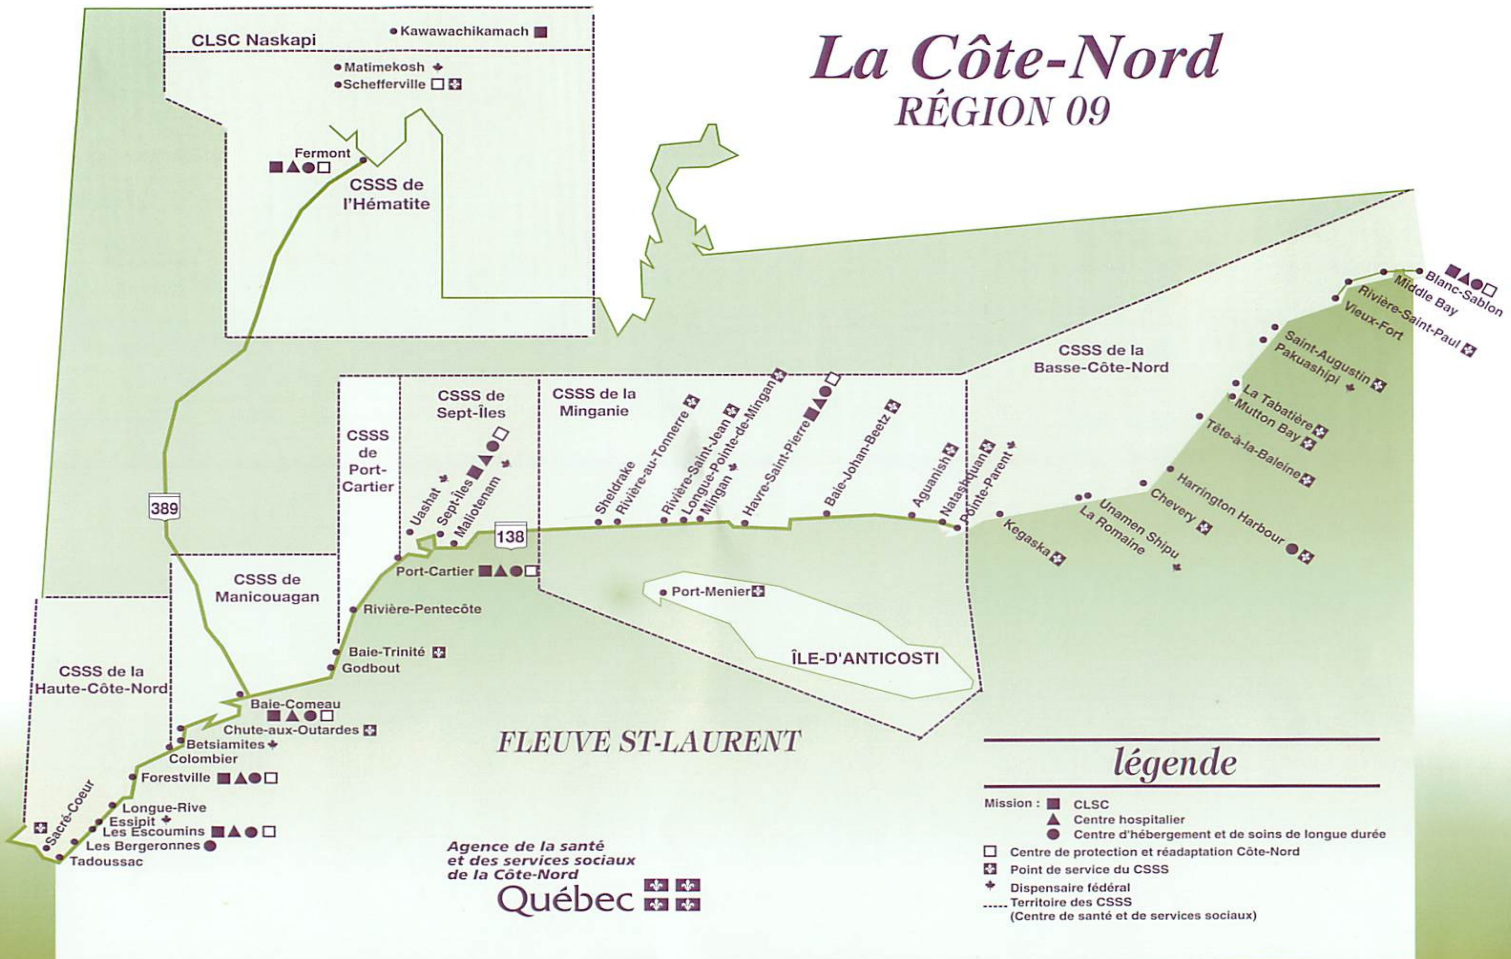 La Côte-Nord
RÉGION 09
CLSC Naskapi
Kawawachikamach
Matimekosh
Schefferville
Fermont
CSSS de
l'Hématite
389
CSSS de la
Basse-Côte-Nord
Blanc-Sablon
Middle Bay
Rivière-Saint-Paul
Vieux-Fort
Saint-Augustin
Pakuashipi
La Tabatière
Mutton Bay
Tête-à-la-Baleine
Harrington Harbour
Chevery
Unamen Shipu
La Romaine
Kegaska
CSSS
de
Port-
Cartier
CSSS de
Sept-Îles
Uashat
Sept-Îles
Maliotenam
138
CSSS de la
Minganie
Sheldrake
Rivière-au-Tonnerre
Rivière-Saint-Jean
Longue-Pointe-de-Mingan
Mingan
Havre-Saint-Pierre
Baie-Johan-Beetz
Aguanish
Natashquan
Pointe-Parent
Port-Cartier
Port-Menier
ÎLE-D'ANTICOSTI
CSSS de
Manicouagan
Rivière-Pentecôte
Baie-Trinité
Godbout
CSSS de la
Haute-Côte-Nord
Baie-Comeau
Chute-aux-Outardes
Betsiamites
Colombier
Forestville
Longue-Rive
Essipit
Les Escoumins
Les Bergeronnes
Tadoussac
Sacré-Coeur
FLEUVE ST-LAURENT
Agence de la santé
et des services sociaux
de la Côte-Nord
Québec
légende
Mission : CLSC
Centre hospitalier
Centre d'hébergement et de soins de longue durée
Centre de protection et réadaptation Côte-Nord
Point de service du CSSS
Dispensaire fédéral
Territoire des CSSS
(Centre de santé et de services sociaux)